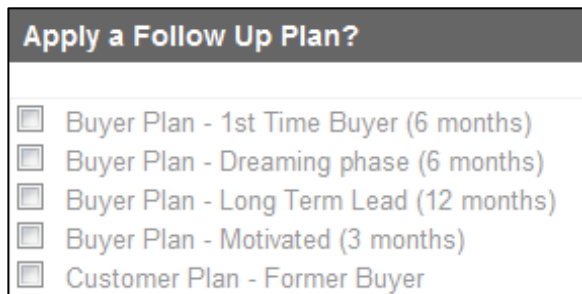 Apply a Follow Up Plan?
Buyer Plan - 1st Time Buyer (6 months)
Buyer Plan - Dreaming phase (6 months)
Buyer Plan - Long Term Lead (12 months)
Buyer Plan - Motivated (3 months)
Customer Plan - Former Buyer